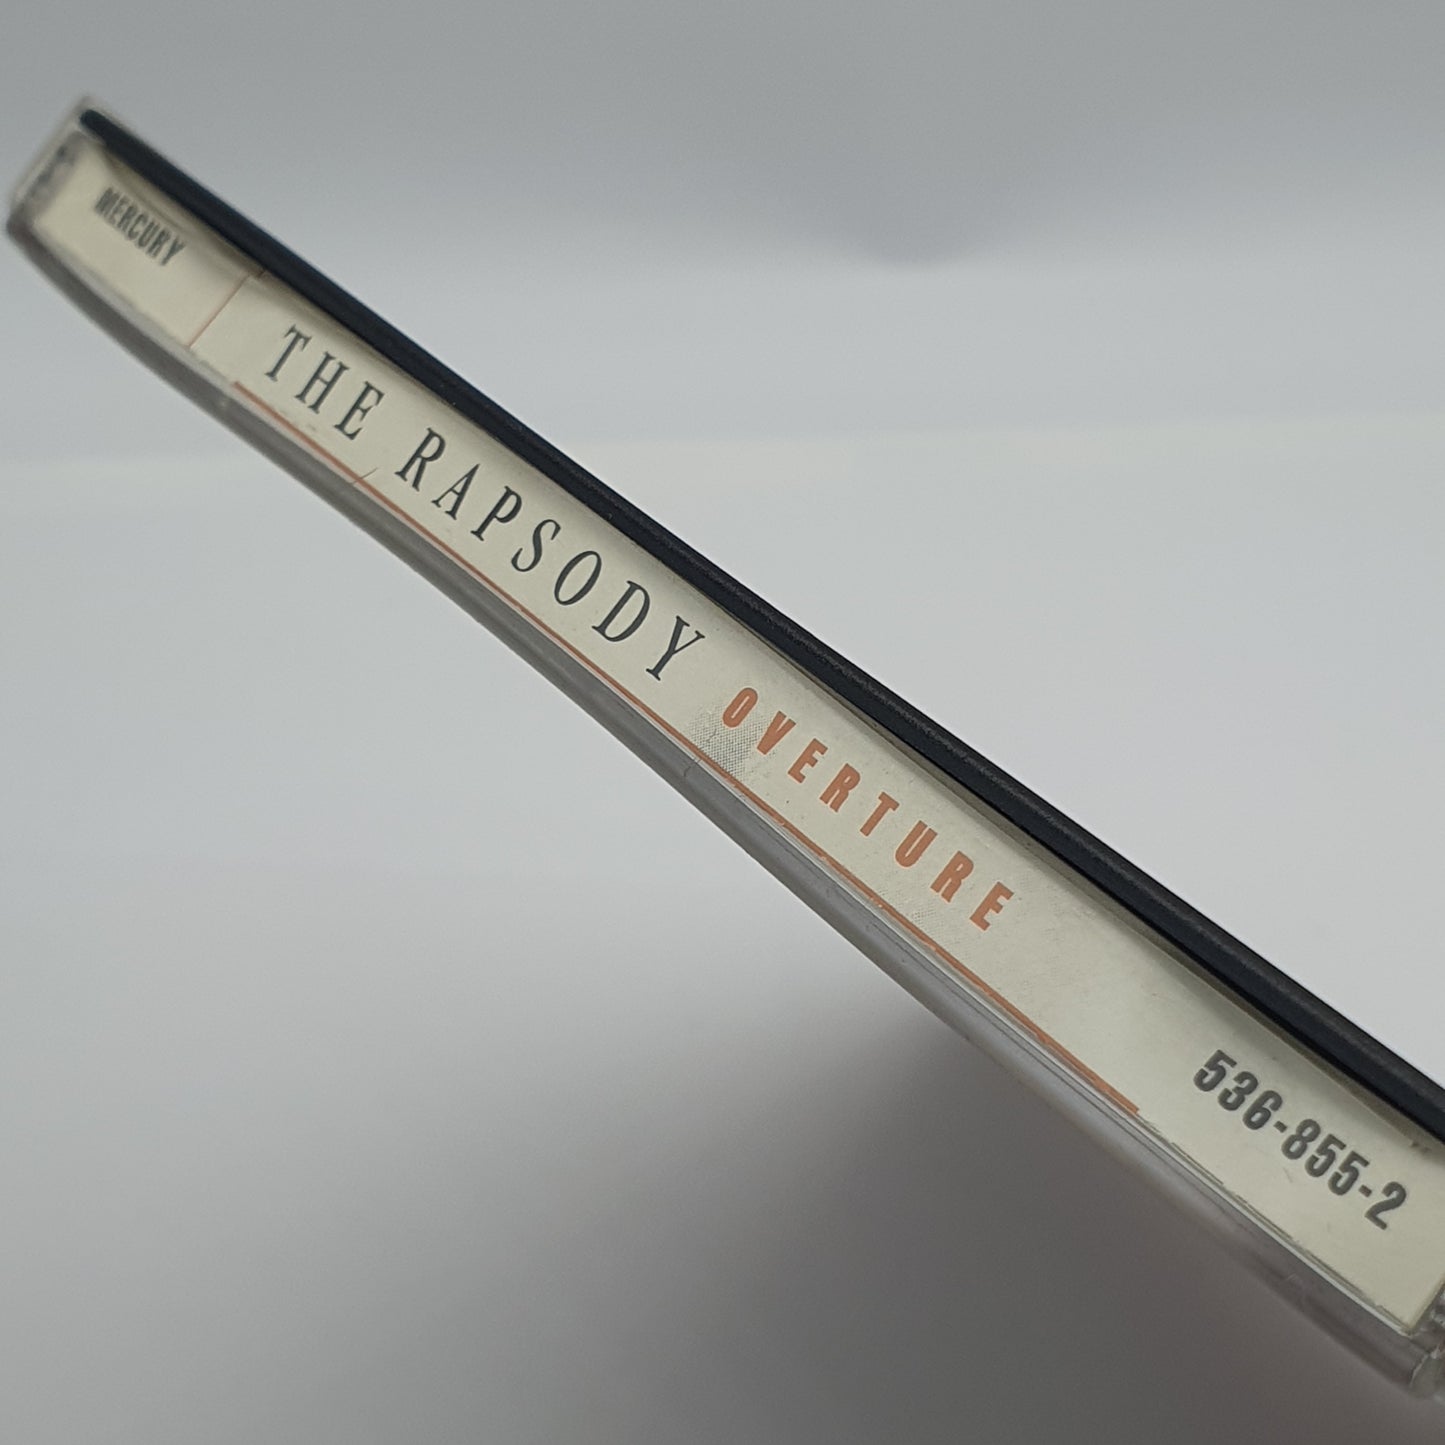 MERCURY
THE RAPSODY OVERTURE
536-855-2